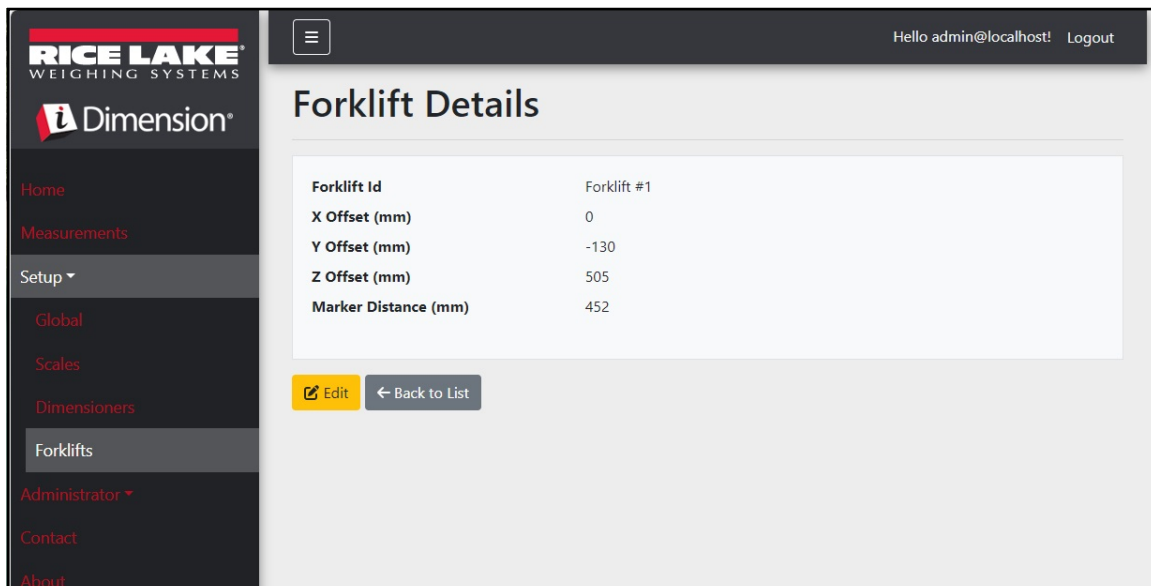 RICE LAKE®
WEIGHING SYSTEMS
i Dimension®
Home
Measurements
Setup
Global
Scales
Dimensioners
Forklifts
Administrator
Contact
About
Hello admin@localhost! Logout
Forklift Details
Forklift Id Forklift #1
X Offset (mm) 0
Y Offset (mm) -130
Z Offset (mm) 505
Marker Distance (mm) 452
Edit ← Back to List